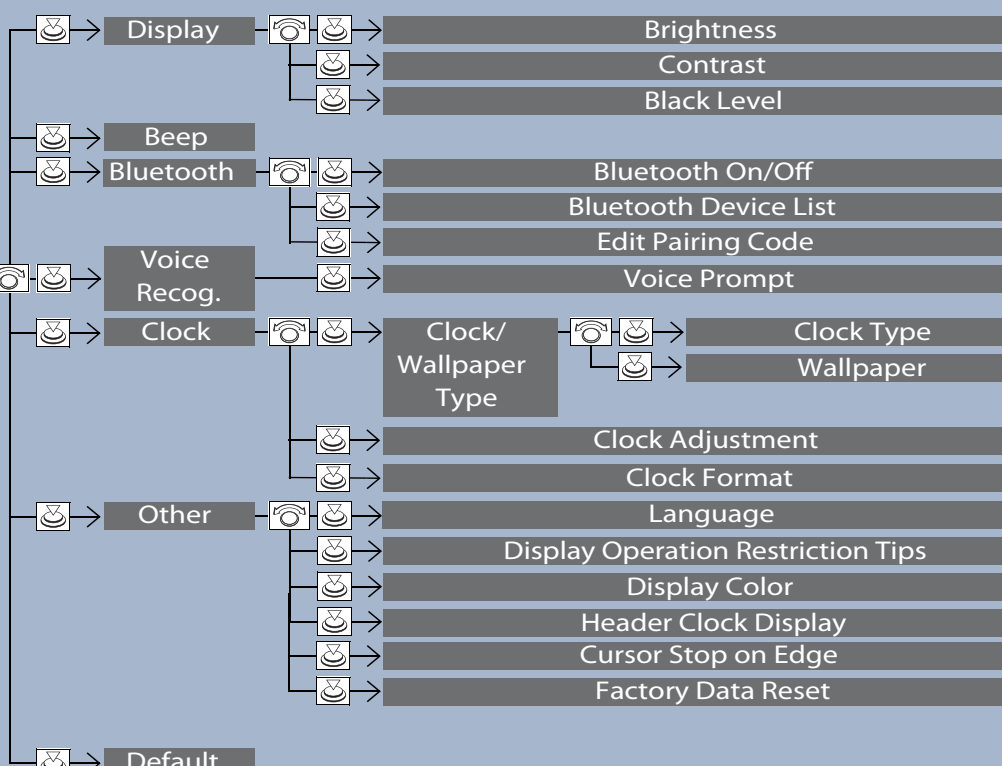 Display
Brightness
Contrast
Black Level
Beep
Bluetooth
Bluetooth On/Off
Bluetooth Device List
Edit Pairing Code
Voice
Recog.
Voice Prompt
Clock
Clock/
Wallpaper
Type
Clock Type
Wallpaper
Clock Adjustment
Clock Format
Other
Language
Display Operation Restriction Tips
Display Color
Header Clock Display
Cursor Stop on Edge
Factory Data Reset
Default